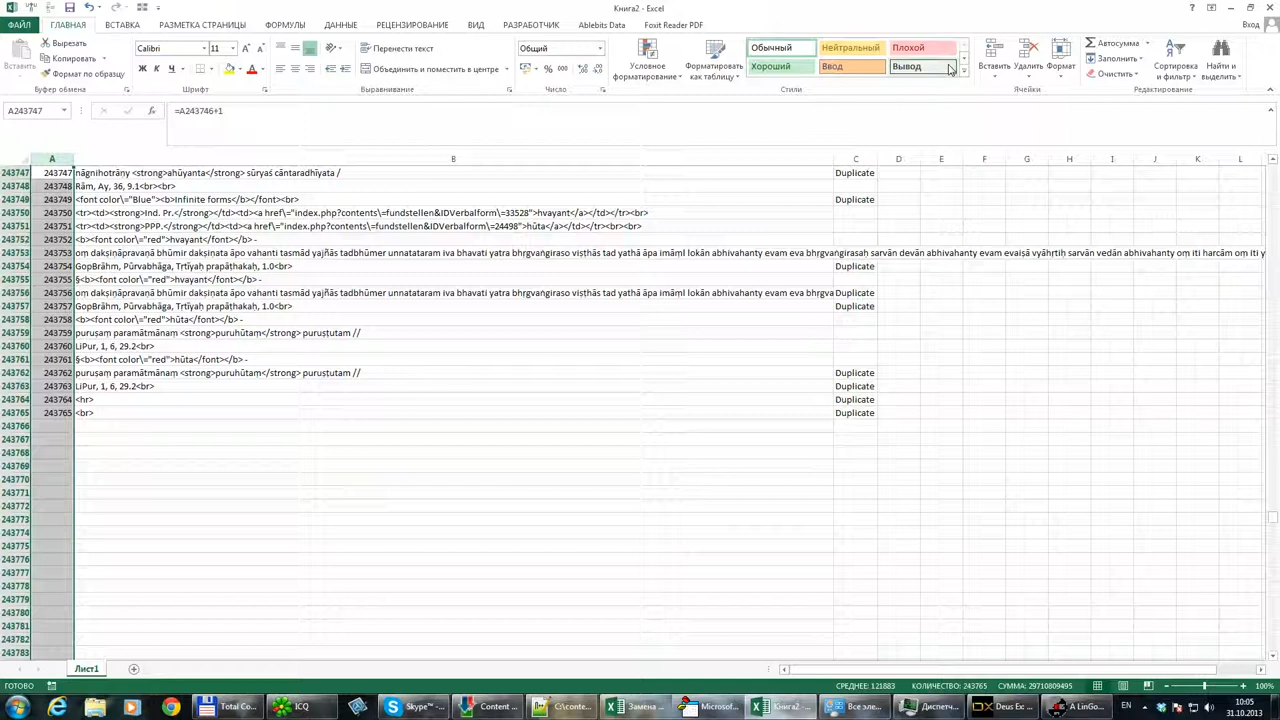 Книга2 - Excel
ФАЙЛ ГЛАВНАЯ ВСТАВКА РАЗМЕТКА СТРАНИЦЫ ФОРМУЛЫ ДАННЫЕ РЕЦЕНЗИРОВАНИЕ ВИД РАЗРАБОТЧИК Ablebits Data Foxit Reader PDF Вход
Вставить
Вырезать
Копировать
Формат по образцу
Буфер обмена
Calibri 11
Ж К Ч
Шрифт
Перенести текст
Объединить и поместить в центре
Выравнивание
Общий
% 000
Число
Условное форматирование
Форматировать как таблицу
Обычный Нейтральный Плохой
Хороший Ввод Вывод
Стили
Вставить Удалить Формат
Ячейки
Автосумма
Заполнить
Очистить
Сортировка и фильтр
Найти и выделить
Редактирование
A243747 fx =A243746+1
A B C D E F G H I J K L
243747 243747 nāgnihotrāṇy <strong>ahūyanta</strong> sūryaś cāntaradhīyata / Duplicate
243748 243748 Rām, Ay, 36, 9.1<br><br>
243749 243749 <font color\="Blue"><b>Infinite forms</b></font><br> Duplicate
243750 243750 <tr><td><strong>Ind. Pr.</strong></td><td><a href\="index.php?contents\=fundstellen&IDVerbalform\=33528">hvayant</a></td></tr><br>
243751 243751 <tr><td><strong>PPP.</strong></td><td><a href\="index.php?contents\=fundstellen&IDVerbalform\=24498">hūta</a></td></tr><br><br>
243752 243752 <b><font color\="red">hvayant</font></b> -
243753 243753 oṃ dakṣiṇāpravaṇā bhūmir dakṣiṇata āpo vahanti tasmād yajñās tadbhūmer unnatataram iva bhavati yatra bhṛgvaṅgiraso viṣṭhās tad yathā āpa imāṃl lokān abhivahanty evam eva bhṛgvaṅgirasaḥ sarvān devān abhivahanty evam evaiṣā vyāhṛtiḥ sarvān vedān abhivahanty oṃ iti harcām oṃ iti y
243754 243754 GopBrāhm, Pūrvabhāga, Trtīyaḥ prapāṭhakaḥ, 1.0<br> Duplicate
243755 243755 §<b><font color\="red">hvayant</font></b> -
243756 243756 oṃ dakṣiṇāpravaṇā bhūmir dakṣiṇata āpo vahanti tasmād yajñās tadbhūmer unnatataram iva bhavati yatra bhṛgvaṅgiraso viṣṭhās tad yathā āpa imāṃl lokān abhivahanty evam eva bhṛgva Duplicate
243757 243757 GopBrāhm, Pūrvabhāga, Trtīyaḥ prapāṭhakaḥ, 1.0<br> Duplicate
243758 243758 <b><font color\="red">hūta</font></b> -
243759 243759 puruṣaṃ paramātmānaṃ <strong>puruhūtaṃ</strong> puruṣṭutam //
243760 243760 LiPur, 1, 6, 29.2<br>
243761 243761 §<b><font color\="red">hūta</font></b> -
243762 243762 puruṣaṃ paramātmānaṃ <strong>puruhūtaṃ</strong> puruṣṭutam // Duplicate
243763 243763 LiPur, 1, 6, 29.2<br> Duplicate
243764 243764 <hr> Duplicate
243765 243765 <br> Duplicate
243766
243767
243768
243769
243770
243771
243772
243773
243774
243775
243776
243777
243778
243779
243780
243781
243782
243783
Лист1
ГОТОВО СРЕДНЕЕ: 121883 КОЛИЧЕСТВО: 243765 СУММА: 29710809495 100%
Total Co... ICQ Skype™ -... Content ... C:\conte... Замена ... Microsof... Книга2 -... Все эле... Диспетч... Deus Ex ... A LinGo... EN 10:05
31.10.2013